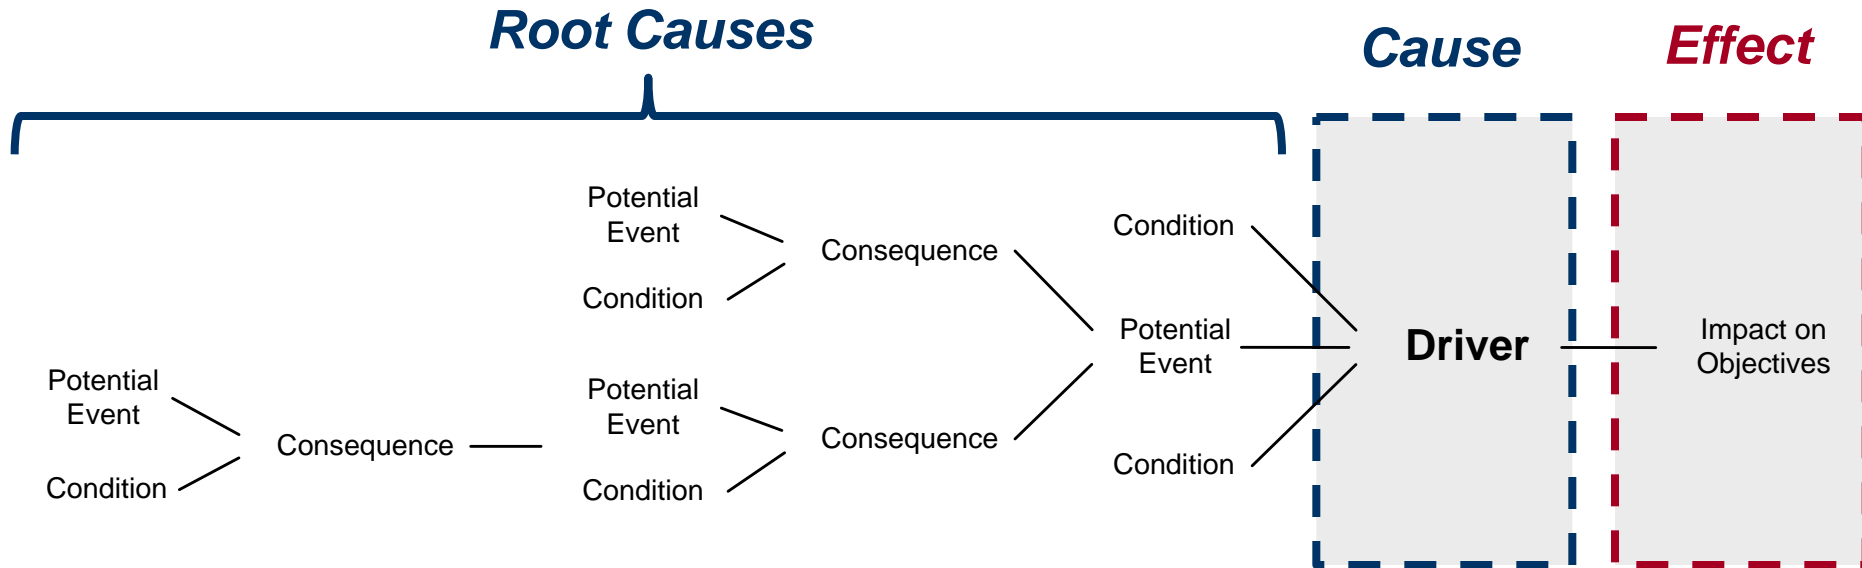 Root Causes
Cause
Effect
Potential
Event
Condition
Consequence
Potential
Event
Condition
Consequence
Potential
Event
Condition
Consequence
Condition
Potential
Event
Condition
Driver
Impact on
Objectives